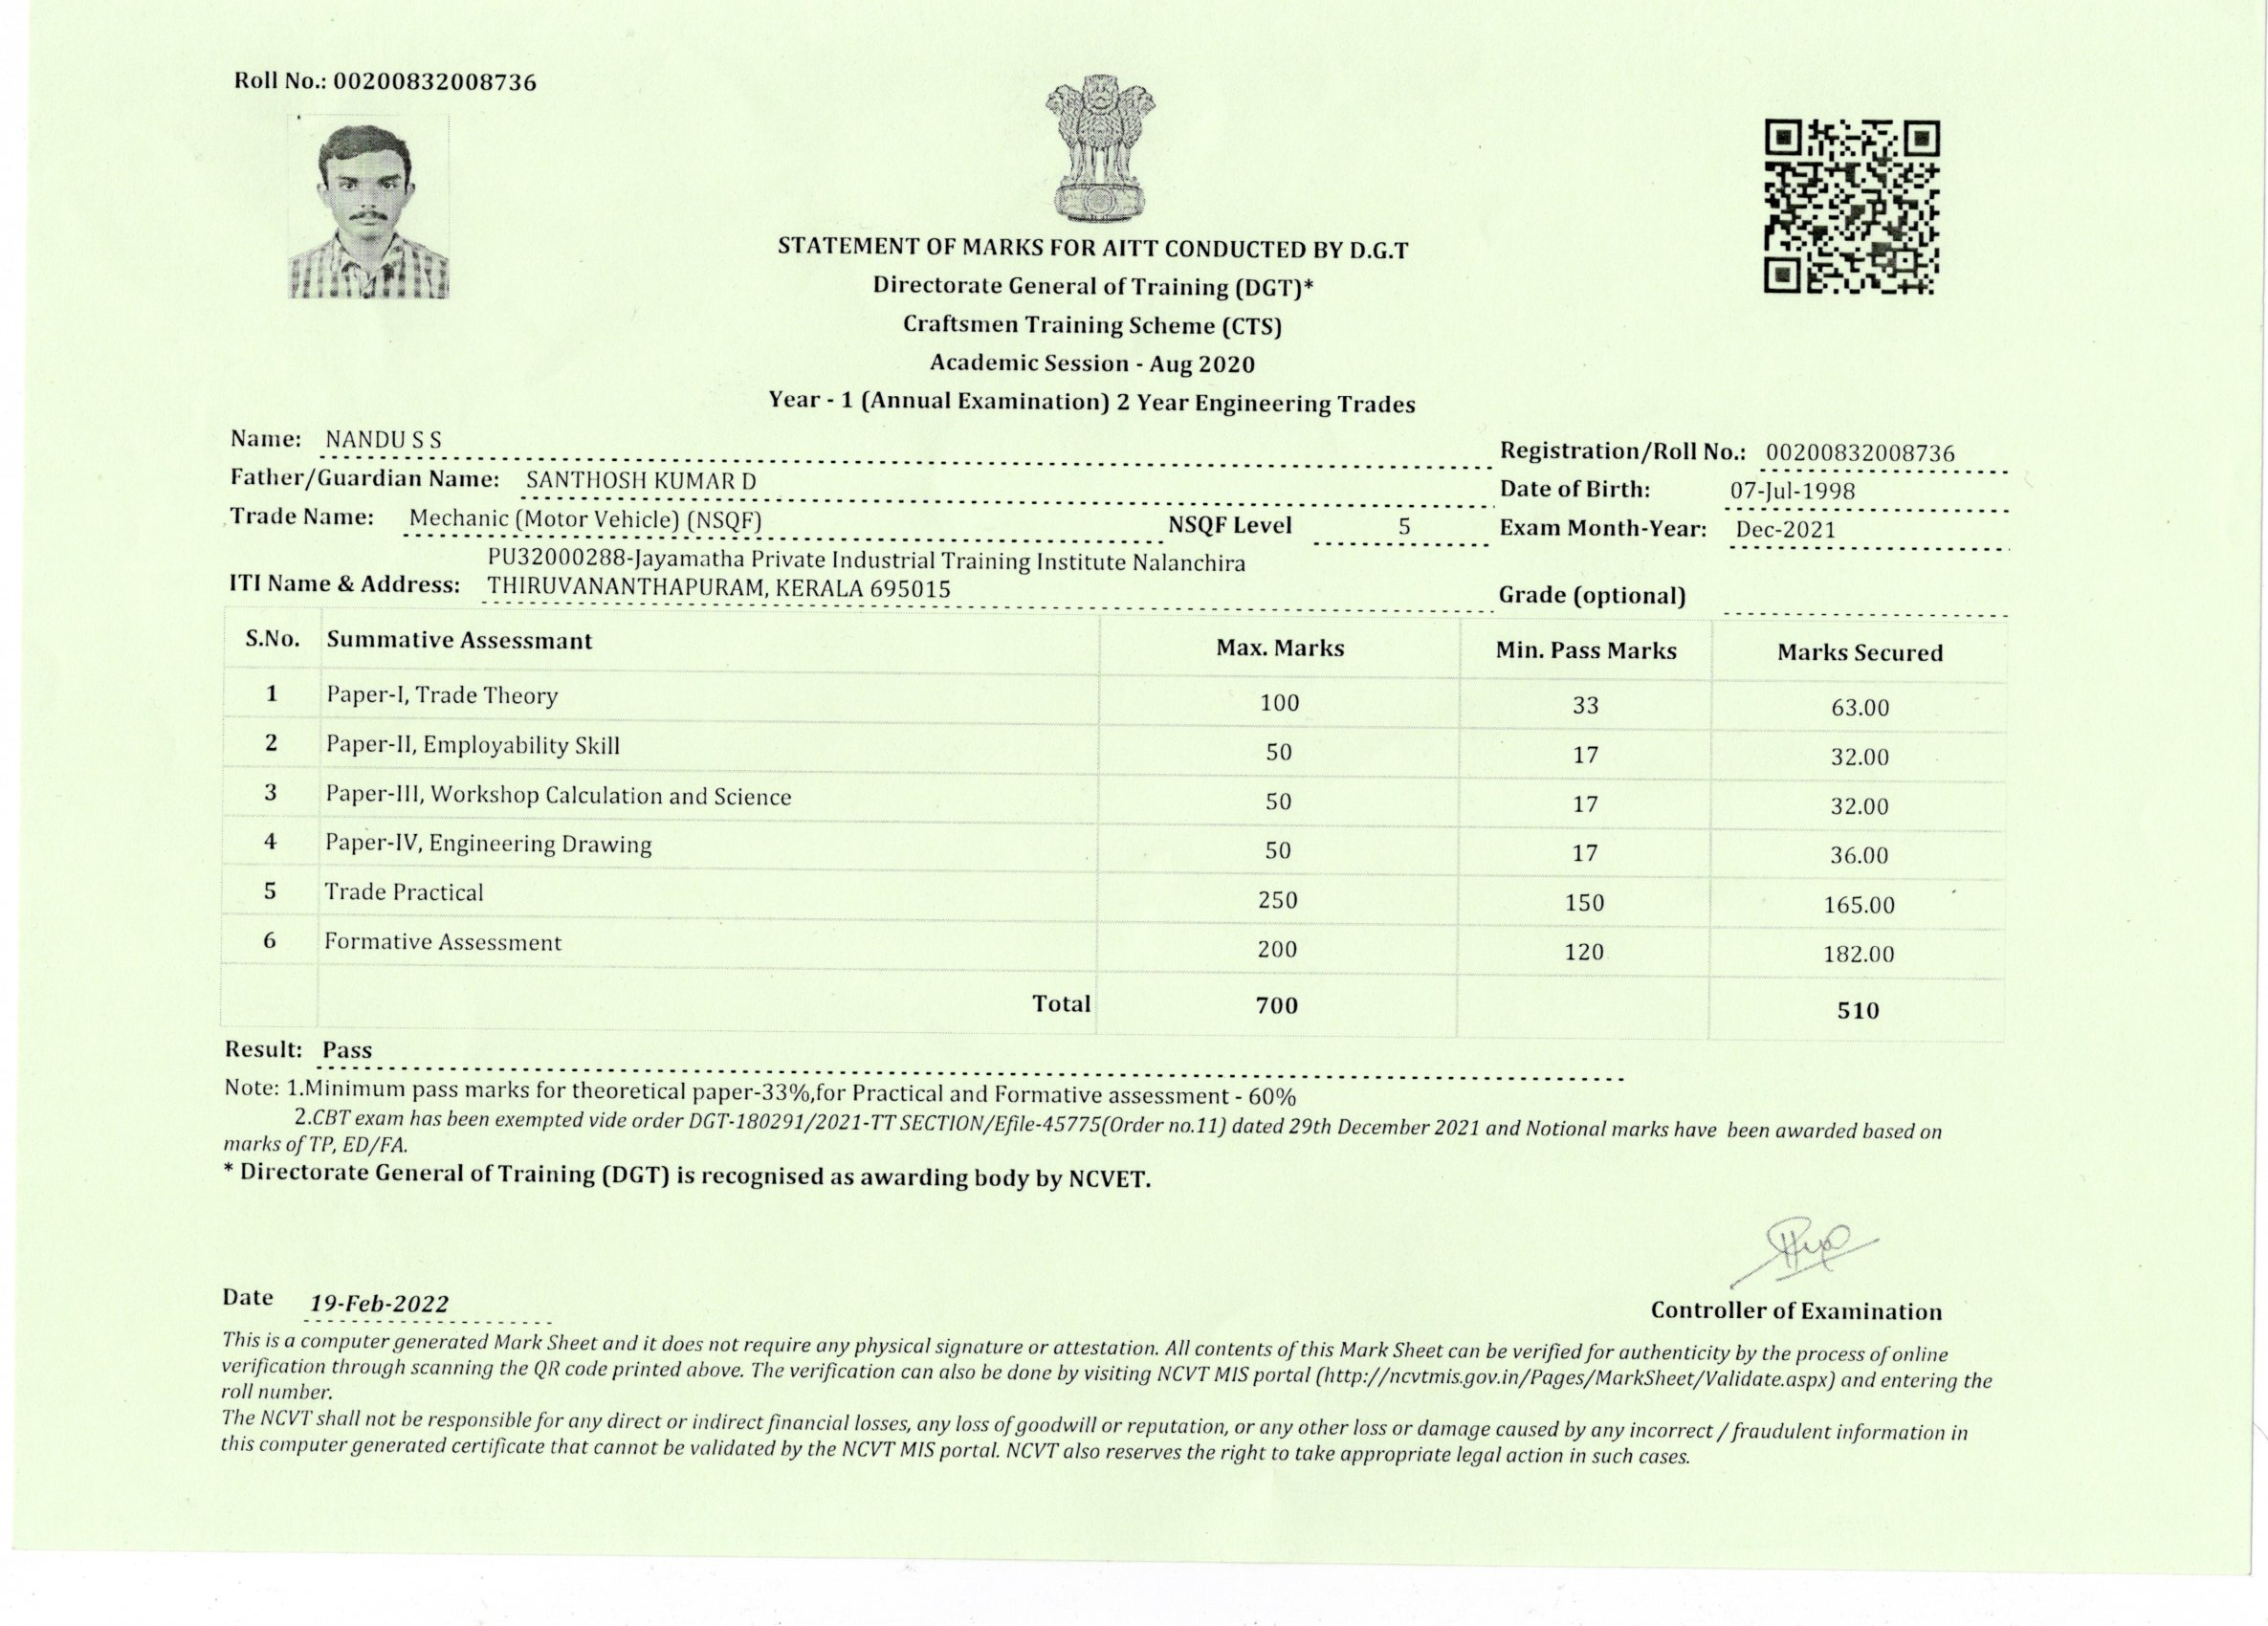 Roll No.: 00200832008736
STATEMENT OF MARKS FOR AITT CONDUCTED BY D.G.T
Directorate General of Training (DGT)*
Craftsmen Training Scheme (CTS)
Academic Session - Aug 2020
Year - 1 (Annual Examination) 2 Year Engineering Trades
Name: NANDU S S
Registration/Roll No.: 00200832008736
Father/Guardian Name: SANTHOSH KUMAR D
Date of Birth: 07-Jul-1998
Trade Name: Mechanic (Motor Vehicle) (NSQF) NSQF Level 5 Exam Month-Year: Dec-2021
PU32000288-Jayamatha Private Industrial Training Institute Nalanchira
ITI Name & Address: THIRUVANANTHAPURAM, KERALA 695015 Grade (optional)
S.No. Summative Assessmant Max. Marks Min. Pass Marks Marks Secured
1 Paper-I, Trade Theory 100 33 63.00
2 Paper-II, Employability Skill 50 17 32.00
3 Paper-III, Workshop Calculation and Science 50 17 32.00
4 Paper-IV, Engineering Drawing 50 17 36.00
5 Trade Practical 250 150 165.00
6 Formative Assessment 200 120 182.00
Total 700 510
Result: Pass
Note: 1.Minimum pass marks for theoretical paper-33%,for Practical and Formative assessment - 60%
2.CBT exam has been exempted vide order DGT-180291/2021-TT SECTION/Efile-45775(Order no.11) dated 29th December 2021 and Notional marks have been awarded based on
marks of TP, ED/FA.
* Directorate General of Training (DGT) is recognised as awarding body by NCVET.
Date 19-Feb-2022
Controller of Examination
This is a computer generated Mark Sheet and it does not require any physical signature or attestation. All contents of this Mark Sheet can be verified for authenticity by the process of online
verification through scanning the QR code printed above. The verification can also be done by visiting NCVT MIS portal (http://ncvtmis.gov.in/Pages/MarkSheet/Validate.aspx) and entering the
roll number.
The NCVT shall not be responsible for any direct or indirect financial losses, any loss of goodwill or reputation, or any other loss or damage caused by any incorrect / fraudulent information in
this computer generated certificate that cannot be validated by the NCVT MIS portal. NCVT also reserves the right to take appropriate legal action in such cases.